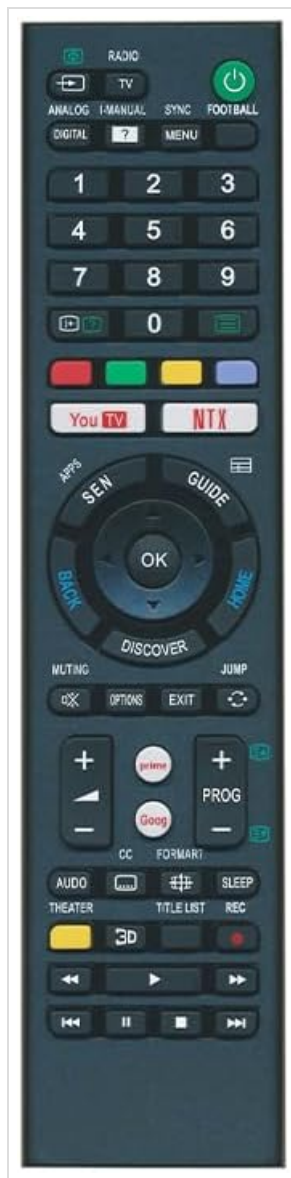 RADIO
TV
ANALOG I-MANUAL SYNC FOOTBALL
DIGITAL ? MENU
1 2 3
4 5 6
7 8 9
0
You TV NTX
APPS
SEN GUIDE
OK
BACK HOME
DISCOVER
MUTING JUMP
OPTIONS EXIT
+ prime +
PROG
- Goog -
CC FORMART
AUDO SLEEP
THEATER TITLE LIST REC
3D